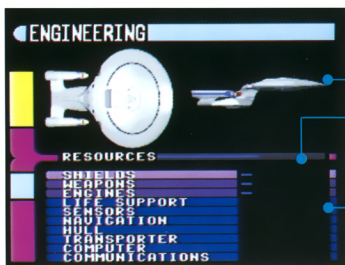 ENGINEERING
RESOURCES
SHIELDS
WEAPONS
ENGINES
LIFE SUPPORT
SENSORS
NAVIGATION
HULL
TRANSPORTER
COMPUTER
COMMUNICATIONS